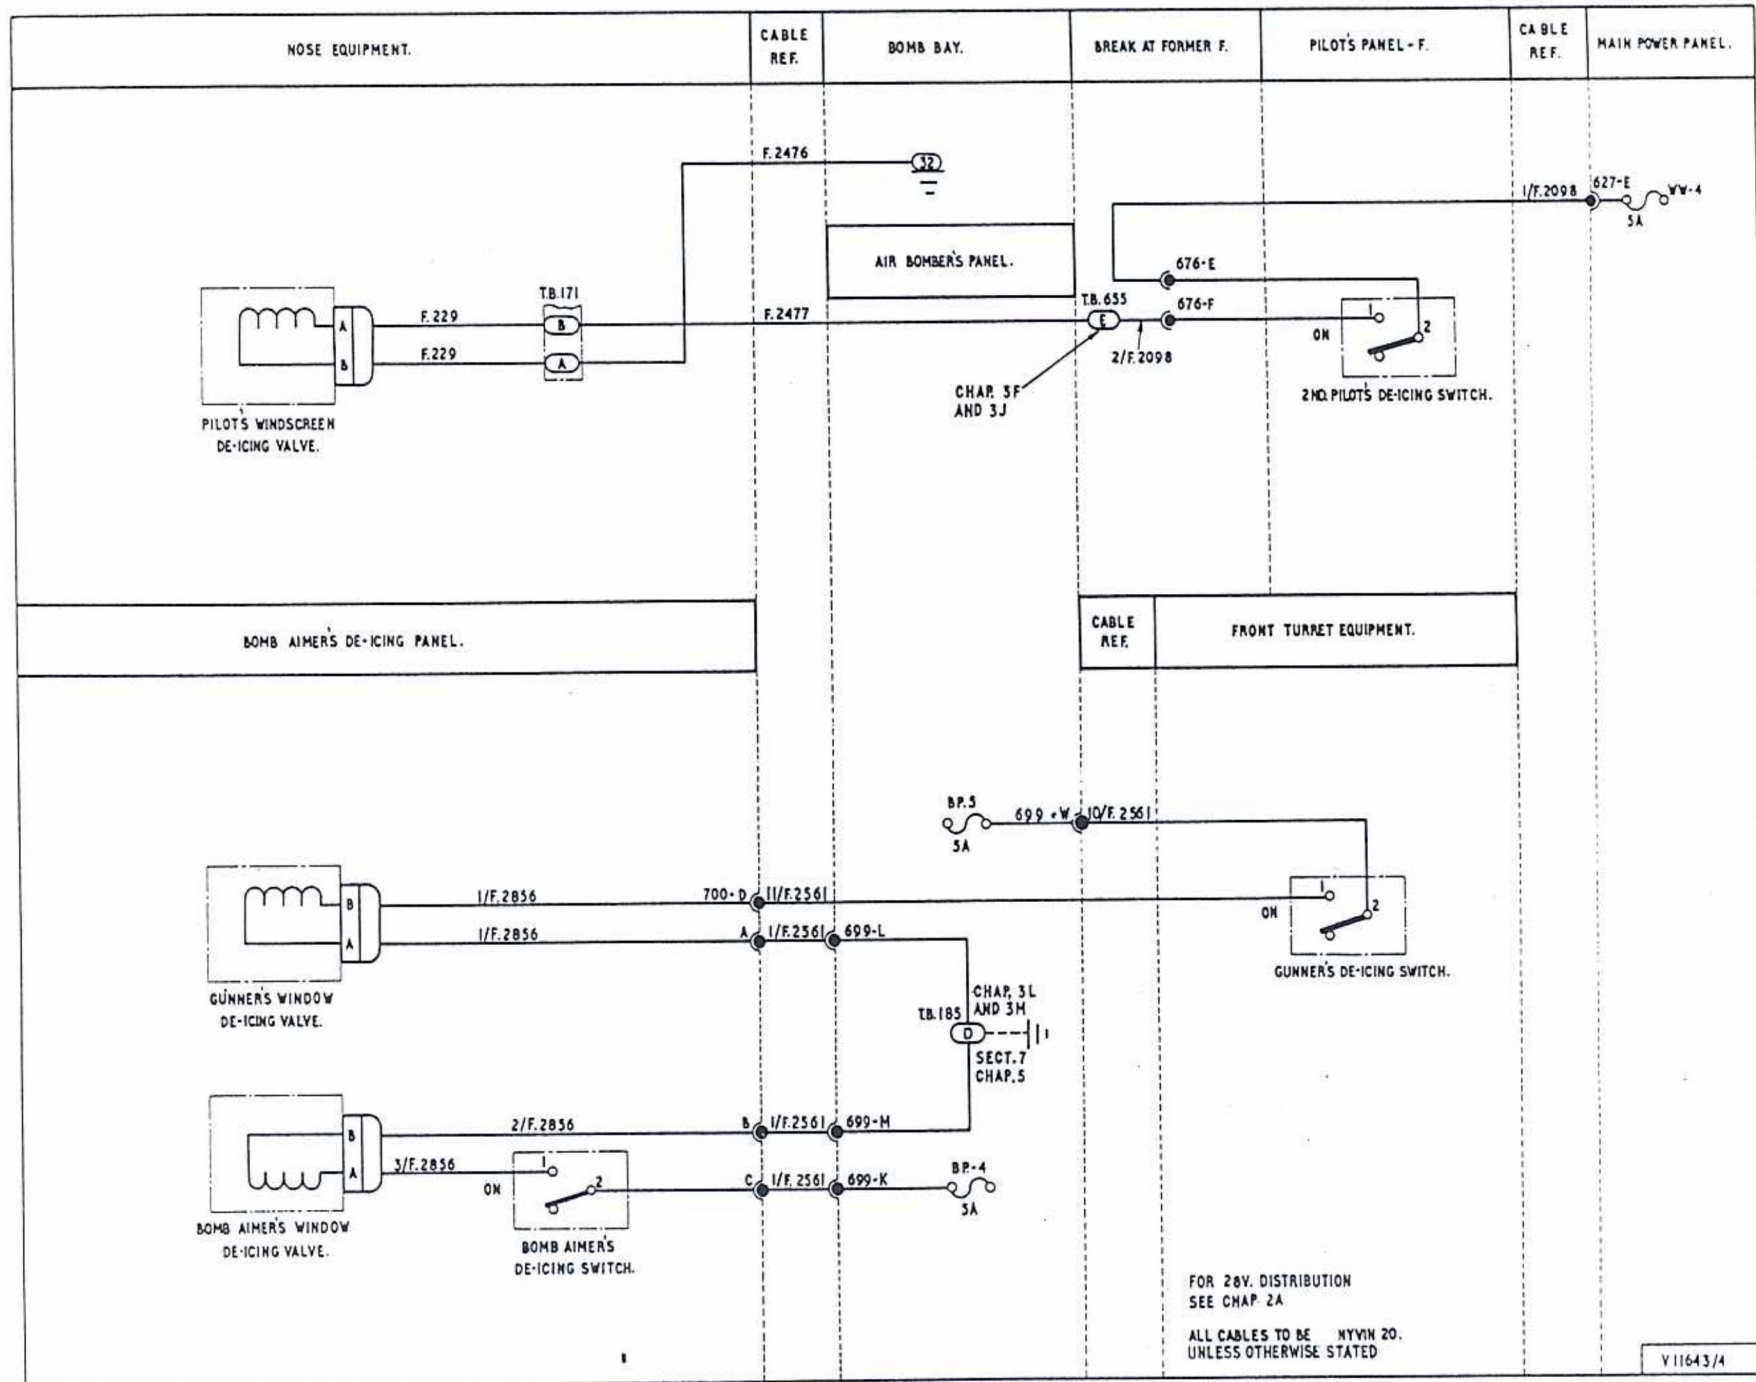 NOSE EQUIPMENT.
CABLE REF.
BOMB BAY.
BREAK AT FORMER F.
PILOT'S PANEL - F.
CABLE REF.
MAIN POWER PANEL.
F.2476
32
1/F.2098
627-E
WW-4
5A
AIR BOMBER'S PANEL.
676-E
T.B.171
T.B.655
676-F
F.229
B
F.2477
E
1
2
ON
A
B
F.229
A
2/F.2098
CHAP. 3F
AND 3J
2ND. PILOT'S DE-ICING SWITCH.
PILOT'S WINDSCREEN
DE-ICING VALVE.
BOMB AIMER'S DE-ICING PANEL.
CABLE REF.
FRONT TURRET EQUIPMENT.
BP.5
5A
699-W
10/F.2561
B
A
1/F.2856
700-D
11/F.2561
1
2
ON
1/F.2856
A
1/F.2561
699-L
GUNNER'S DE-ICING SWITCH.
GUNNER'S WINDOW
DE-ICING VALVE.
CHAP. 3L
AND 3M
T.B.185
D
SECT.7
CHAP.5
B
A
2/F.2856
B
1/F.2561
699-M
3/F.2856
1
2
ON
C
1/F.2561
699-K
BP.-4
5A
BOMB AIMER'S WINDOW
DE-ICING VALVE.
BOMB AIMER'S
DE-ICING SWITCH.
FOR 28V. DISTRIBUTION
SEE CHAP. 2A
ALL CABLES TO BE NYVIN 20.
UNLESS OTHERWISE STATED
V11643/4